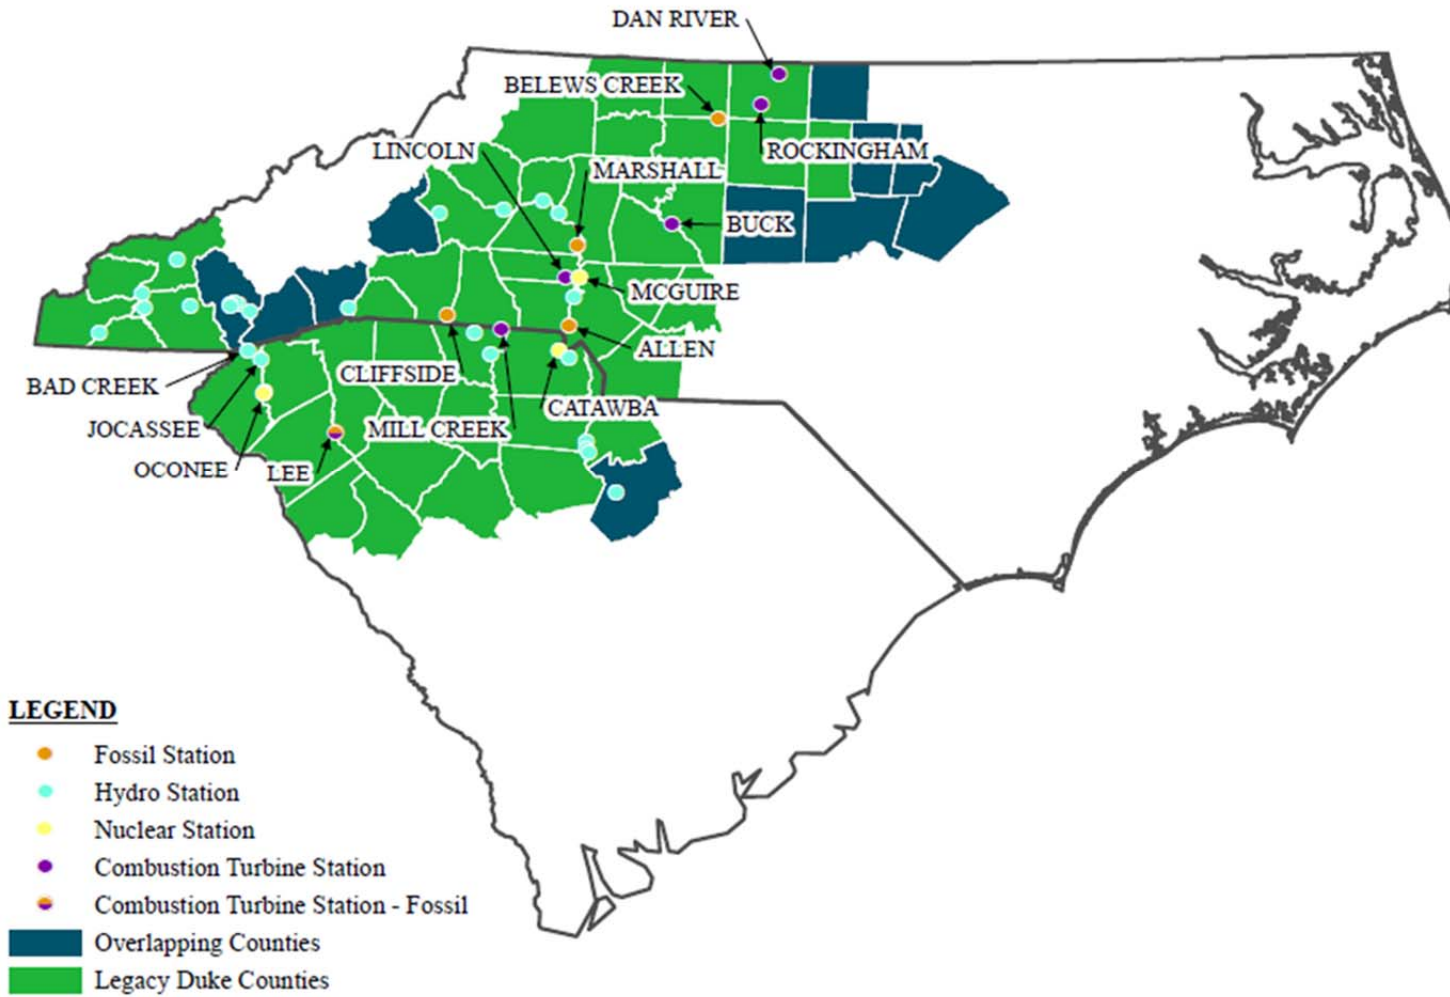 DAN RIVER
BELEWS CREEK
LINCOLN
ROCKINGHAM
MARSHALL
BUCK
MCGUIRE
ALLEN
CLIFFSIDE
BAD CREEK
CATAWBA
JOCASSEE
MILL CREEK
OCONEE
LEE
LEGEND
Fossil Station
Hydro Station
Nuclear Station
Combustion Turbine Station
Combustion Turbine Station - Fossil
Overlapping Counties
Legacy Duke Counties